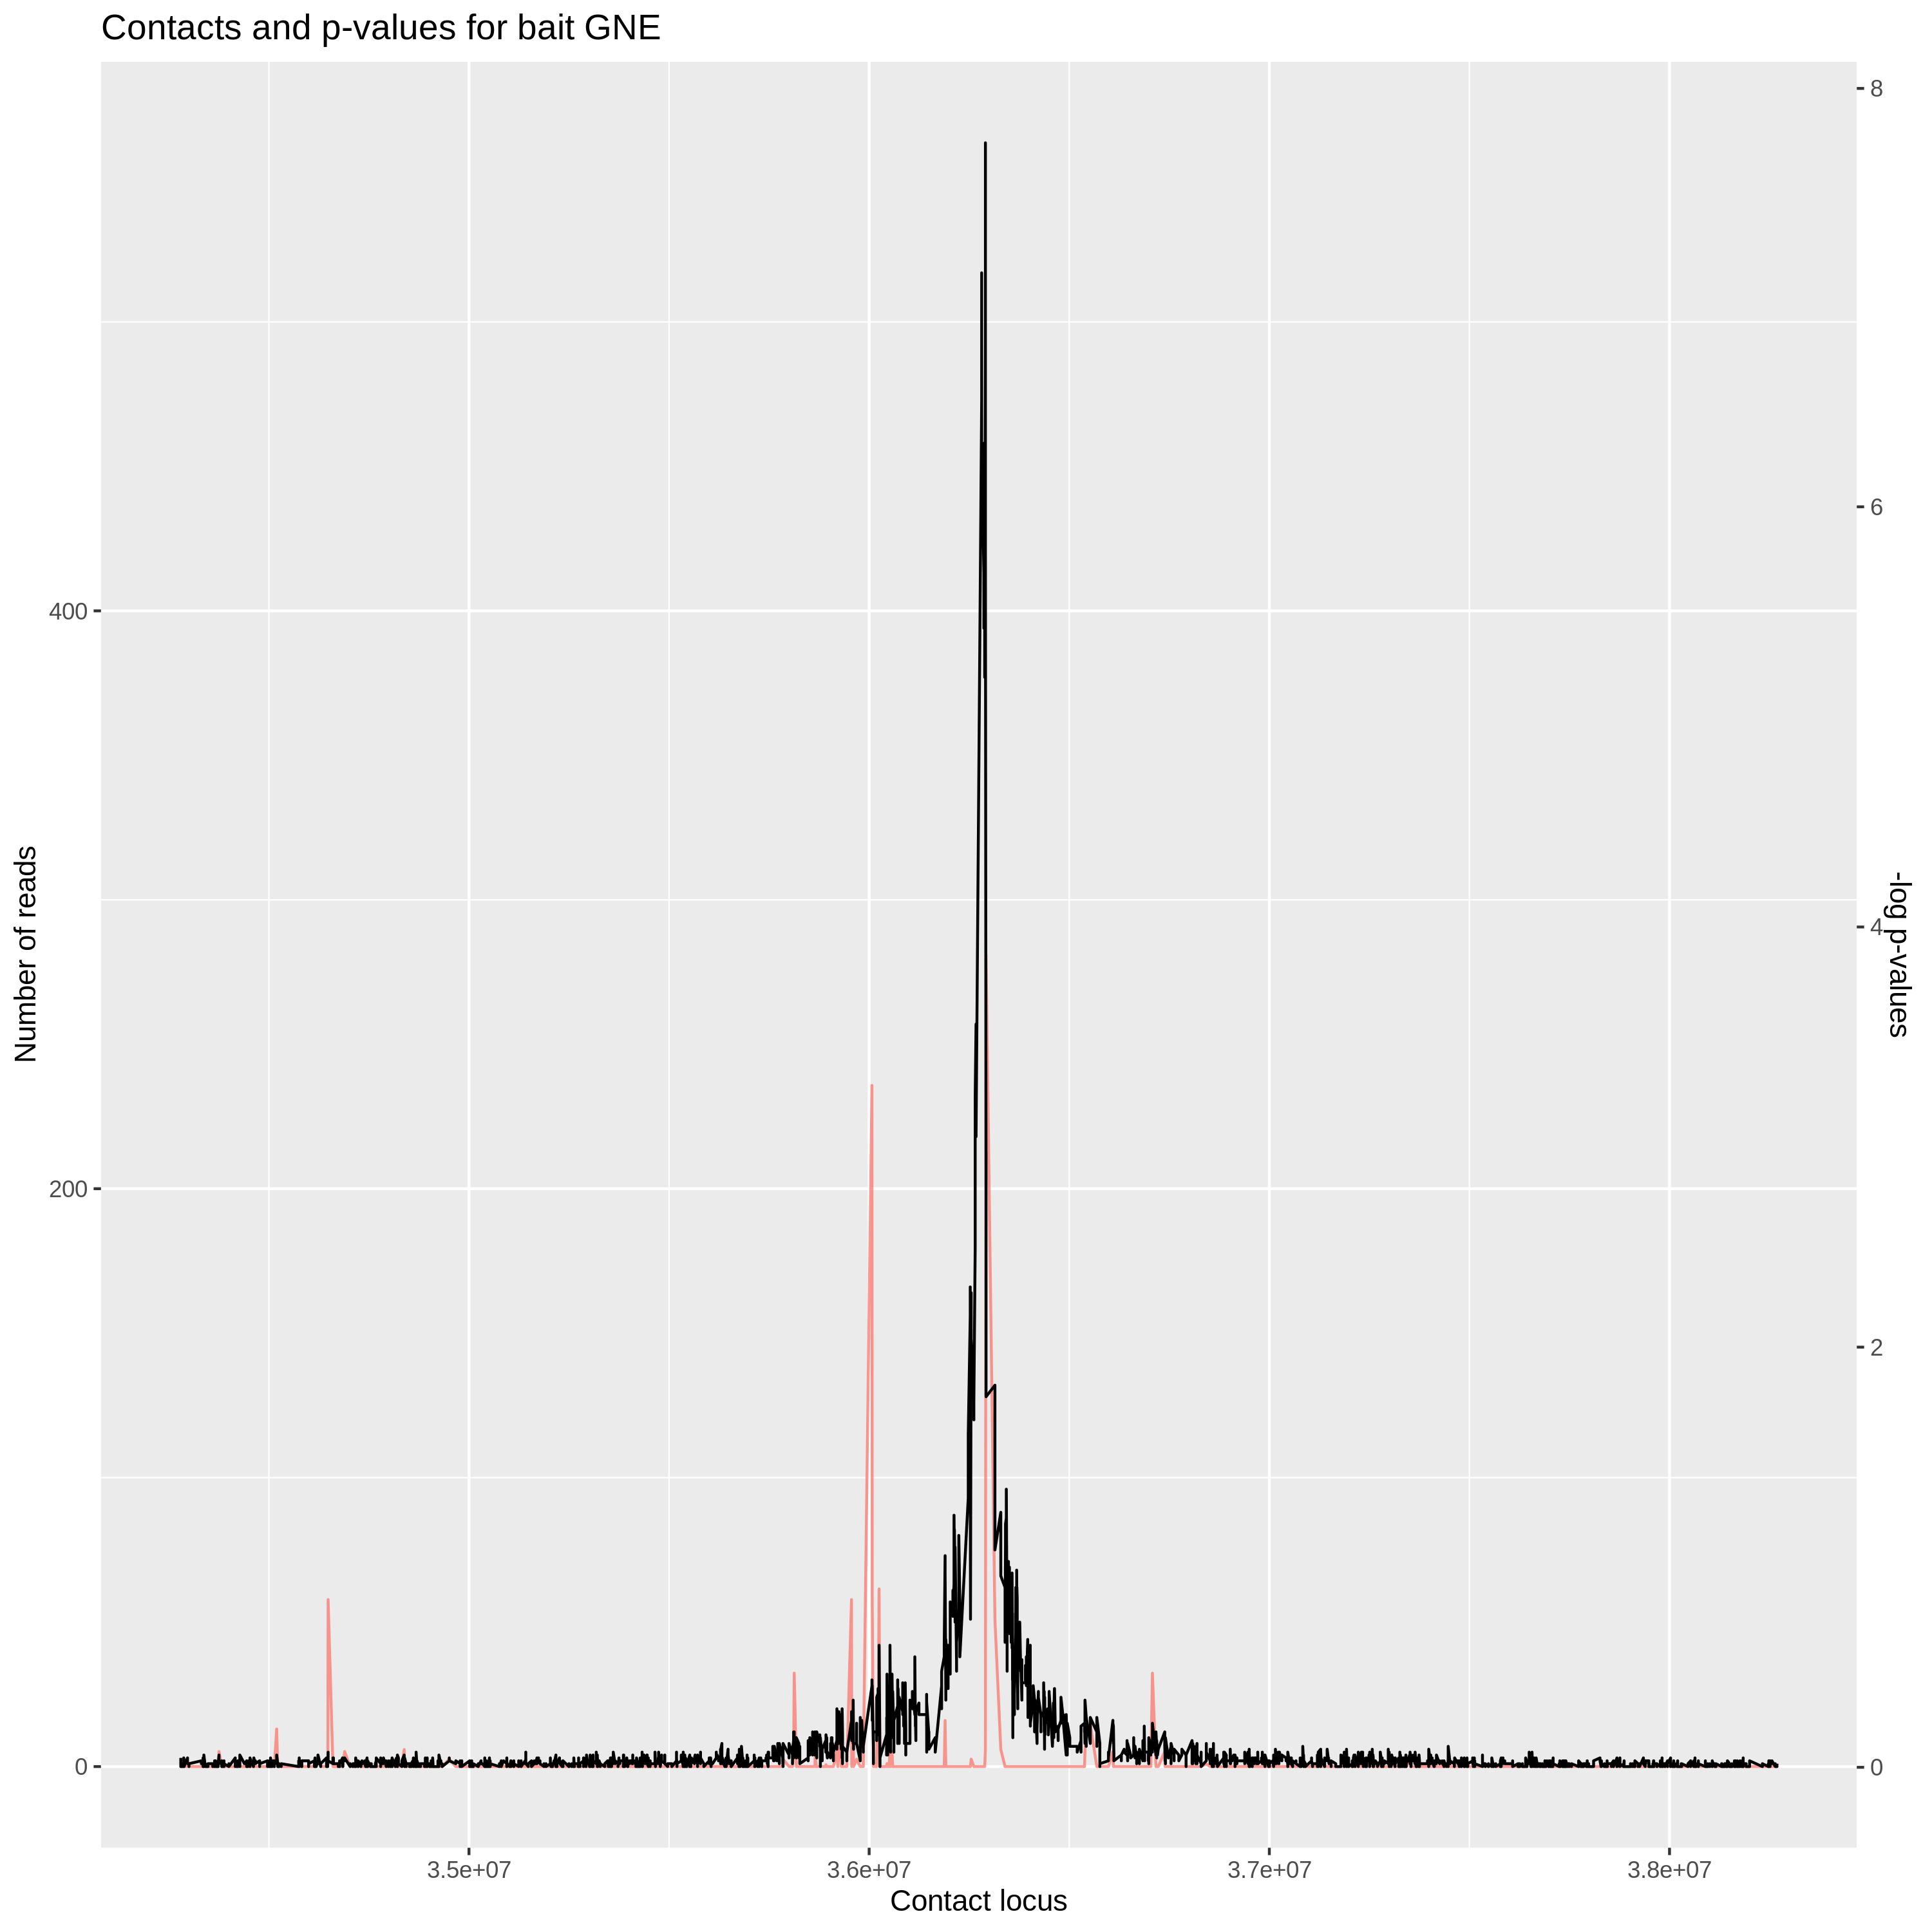 Contacts and p-values for bait GNE
8
6
400
4
Number of reads
-log p-values
200
2
0
0
3.5e+07
3.6e+07
3.7e+07
3.8e+07
Contact locus